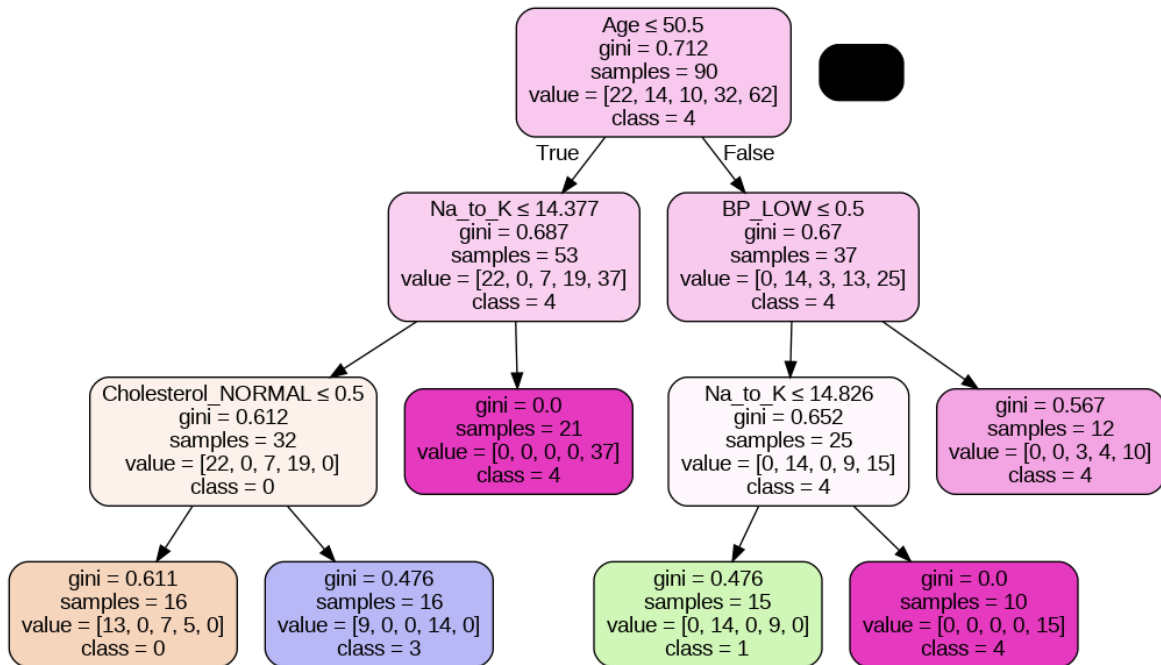 Age ≤ 50.5
gini = 0.712
samples = 90
value = [22, 14, 10, 32, 62]
class = 4
True
False
Na_to_K ≤ 14.377
gini = 0.687
samples = 53
value = [22, 0, 7, 19, 37]
class = 4
BP_LOW ≤ 0.5
gini = 0.67
samples = 37
value = [0, 14, 3, 13, 25]
class = 4
Cholesterol_NORMAL ≤ 0.5
gini = 0.612
samples = 32
value = [22, 0, 7, 19, 0]
class = 0
gini = 0.0
samples = 21
value = [0, 0, 0, 0, 37]
class = 4
Na_to_K ≤ 14.826
gini = 0.652
samples = 25
value = [0, 14, 0, 9, 15]
class = 4
gini = 0.567
samples = 12
value = [0, 0, 3, 4, 10]
class = 4
gini = 0.611
samples = 16
value = [13, 0, 7, 5, 0]
class = 0
gini = 0.476
samples = 16
value = [9, 0, 0, 14, 0]
class = 3
gini = 0.476
samples = 15
value = [0, 14, 0, 9, 0]
class = 1
gini = 0.0
samples = 10
value = [0, 0, 0, 0, 15]
class = 4